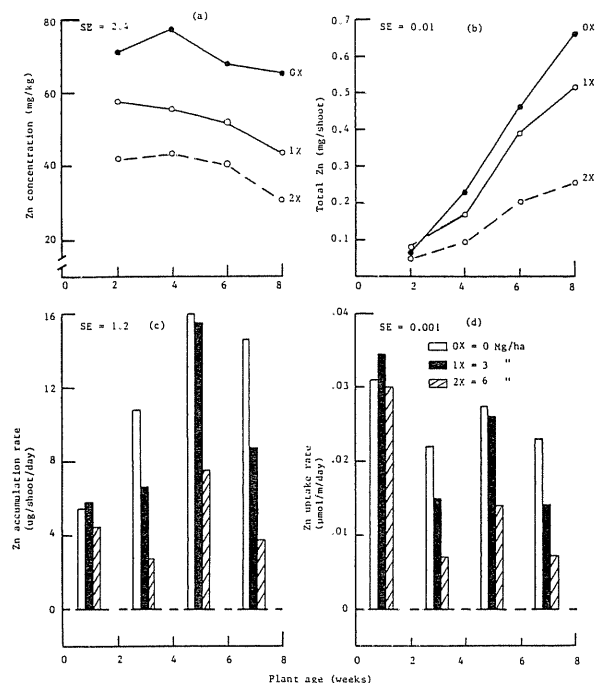 (a)
SE = 2.4
80
60
40
20
Zn concentration (mg/kg)
0X
1X
2X
0 2 4 6 8
SE = 0.01 (b)
0.7
0.6
0.5
0.4
0.3
0.2
0.1
Total Zn (mg/shoot)
0X
1X
2X
0 2 4 6 8
SE = 1.2 (c)
16
12
8
4
0
Zn accumulation rate
(ug/shoot/day)
0 2 4 6 8
SE = 0.001 (d)
0X = 0 Mg/ha
1X = 3 "
2X = 6 "
.04
.03
.02
.01
0
Zn uptake rate
(µmol/m/day)
0 2 4 6 8
Plant age (weeks)